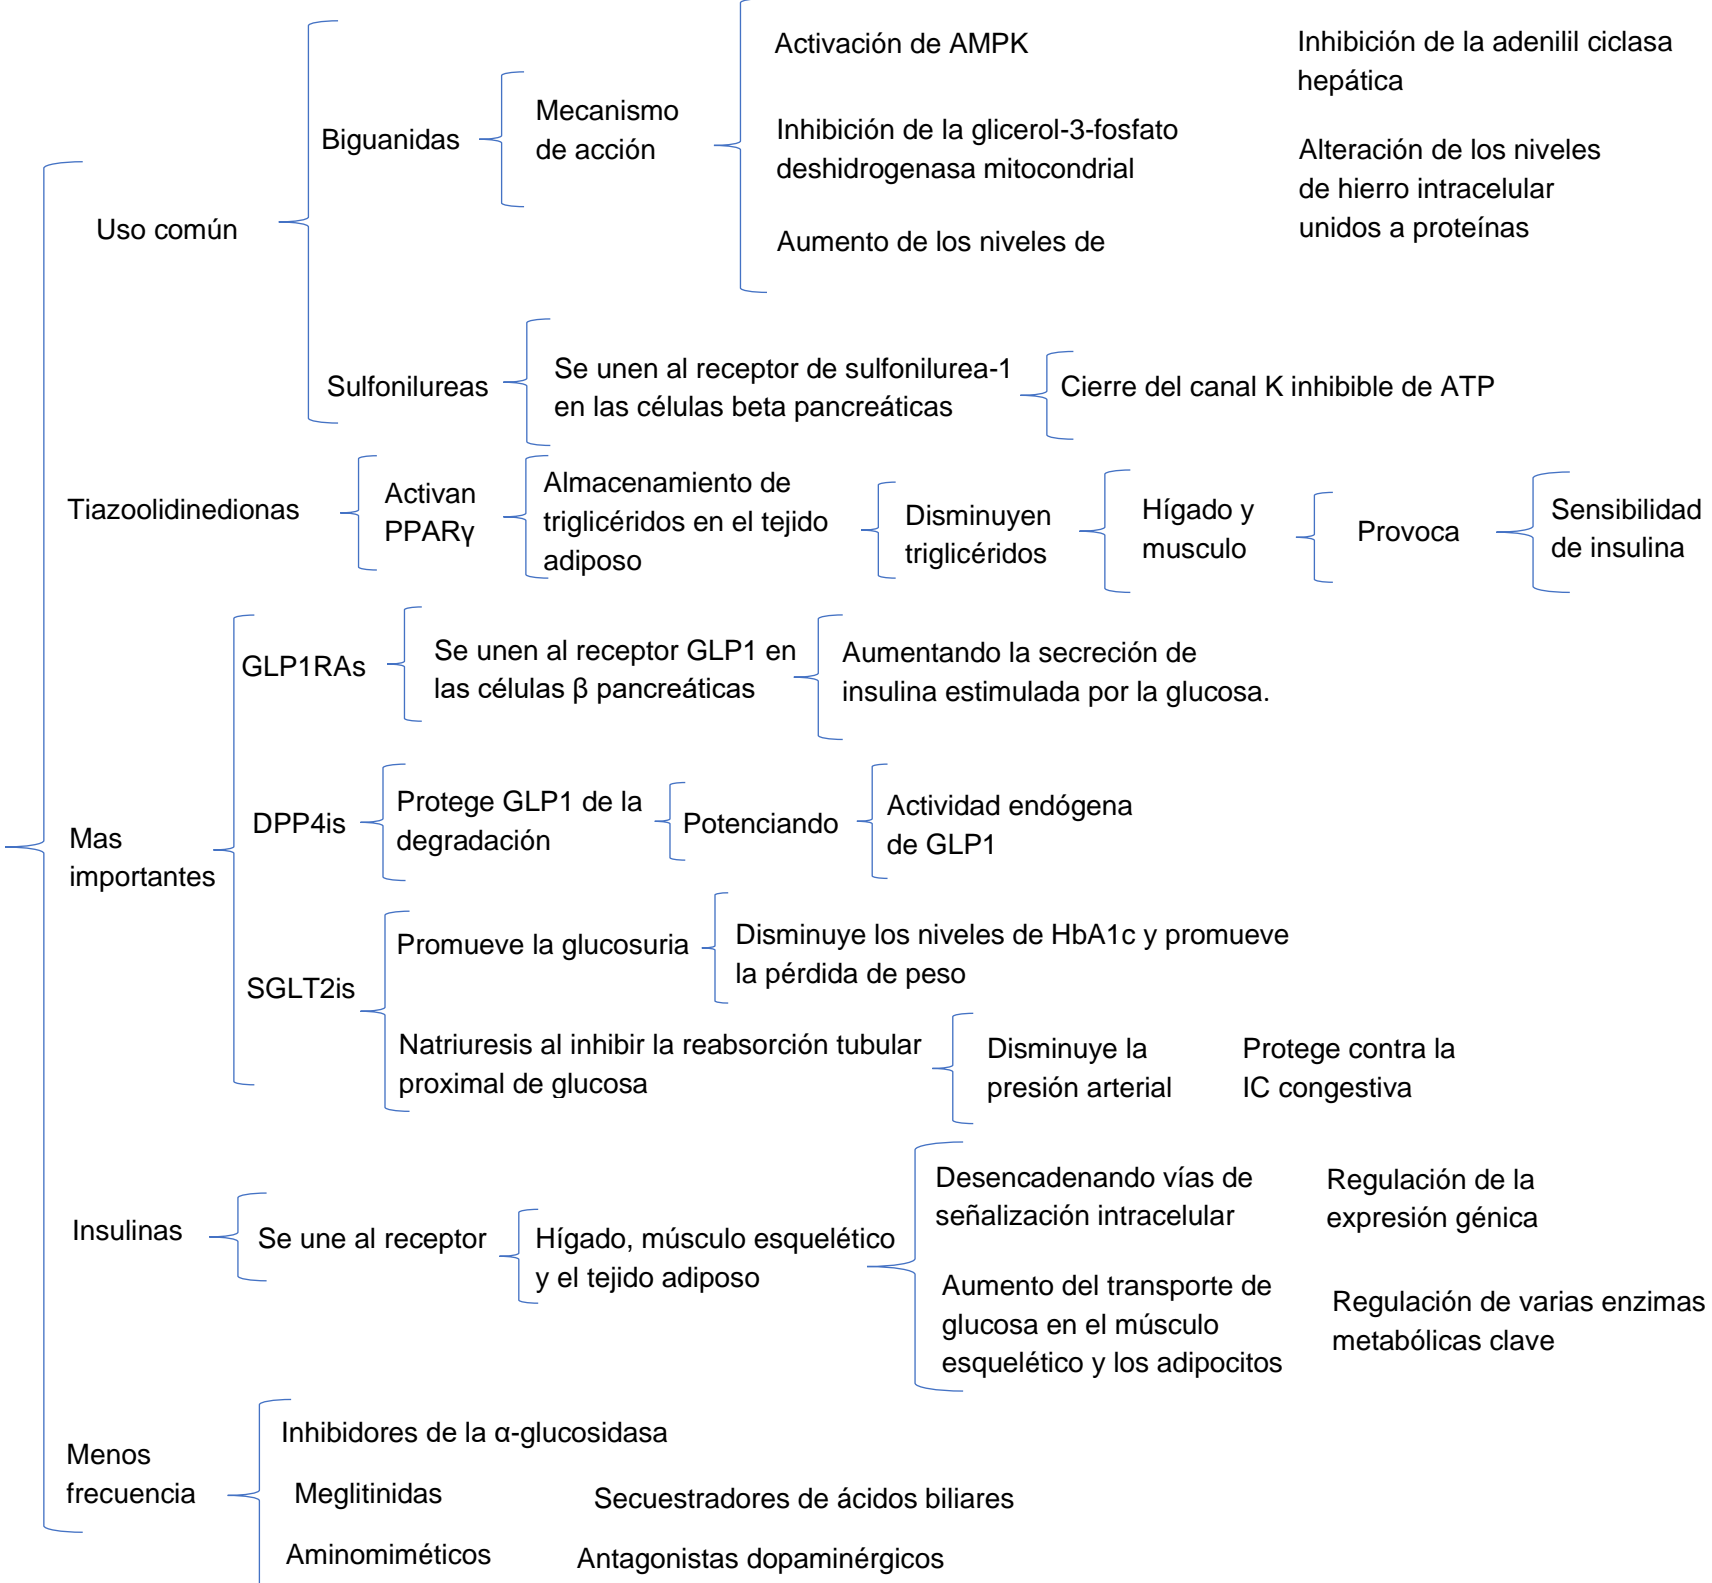 Activación de AMPK
Inhibición de la adenilil ciclasa
hepática
Biguanidas
Mecanismo
de acción
Inhibición de la glicerol-3-fosfato
deshidrogenasa mitocondrial
Alteración de los niveles
de hierro intracelular
unidos a proteínas
Uso común
Aumento de los niveles de
Sulfonilureas
Se unen al receptor de sulfonilurea-1
en las células beta pancreáticas
Cierre del canal K inhibible de ATP
Tiazoolidinedionas
Activan
PPARγ
Almacenamiento de
triglicéridos en el tejido
adiposo
Disminuyen
triglicéridos
Hígado y
musculo
Provoca
Sensibilidad
de insulina
Mas
importantes
GLP1RAs
Se unen al receptor GLP1 en
las células β pancreáticas
Aumentando la secreción de
insulina estimulada por la glucosa.
DPP4is
Protege GLP1 de la
degradación
Potenciando
Actividad endógena
de GLP1
SGLT2is
Promueve la glucosuria
Disminuye los niveles de HbA1c y promueve
la pérdida de peso
Natriuresis al inhibir la reabsorción tubular
proximal de glucosa
Disminuye la
presión arterial
Protege contra la
IC congestiva
Insulinas
Se une al receptor
Hígado, músculo esquelético
y el tejido adiposo
Desencadenando vías de
señalización intracelular
Regulación de la
expresión génica
Aumento del transporte de
glucosa en el músculo
esquelético y los adipocitos
Regulación de varias enzimas
metabólicas clave
Menos
frecuencia
Inhibidores de la α-glucosidasa
Meglitinidas
Secuestradores de ácidos biliares
Aminomiméticos
Antagonistas dopaminérgicos